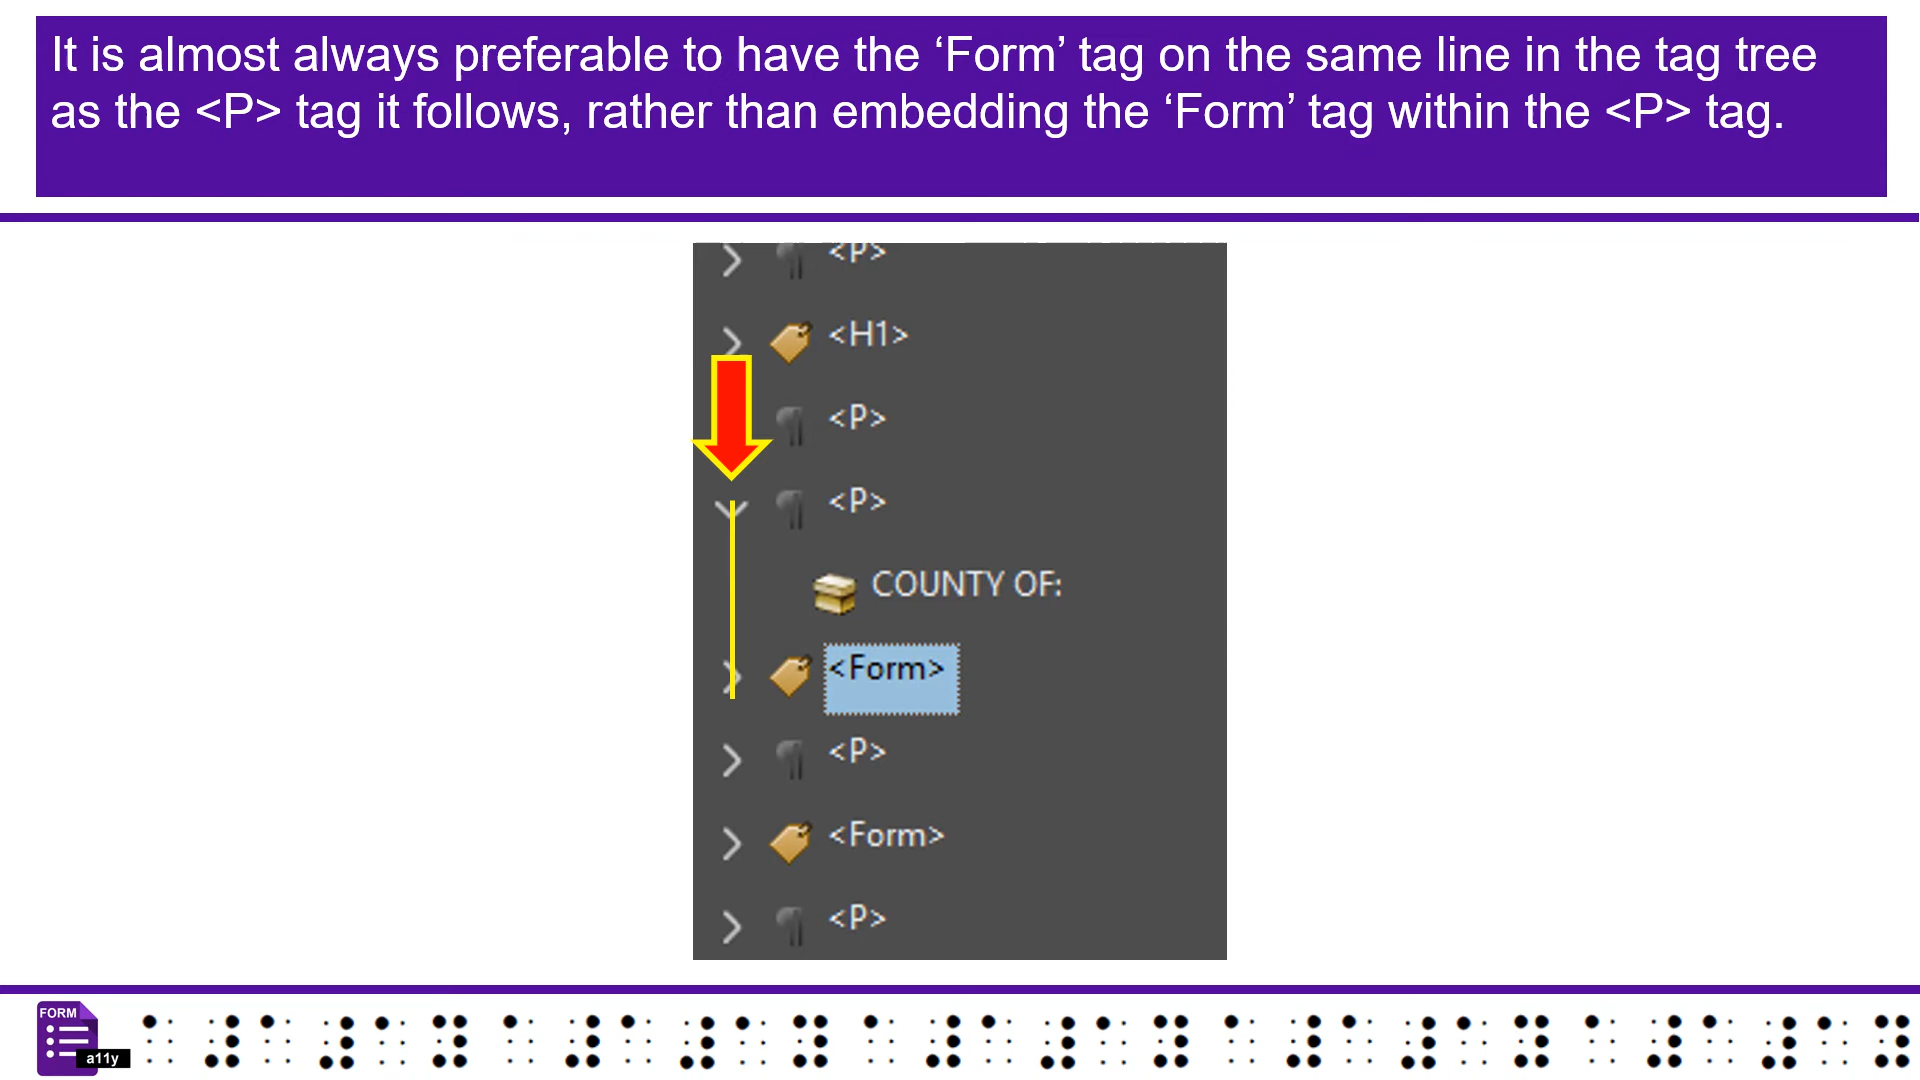 It is almost always preferable to have the ‘Form’ tag on the same line in the tag tree
as the <P> tag it follows, rather than embedding the ‘Form’ tag within the <P> tag.
<P>
<H1>
<P>
<P>
COUNTY OF:
<Form>
<P>
<Form>
<P>
FORM
a11y